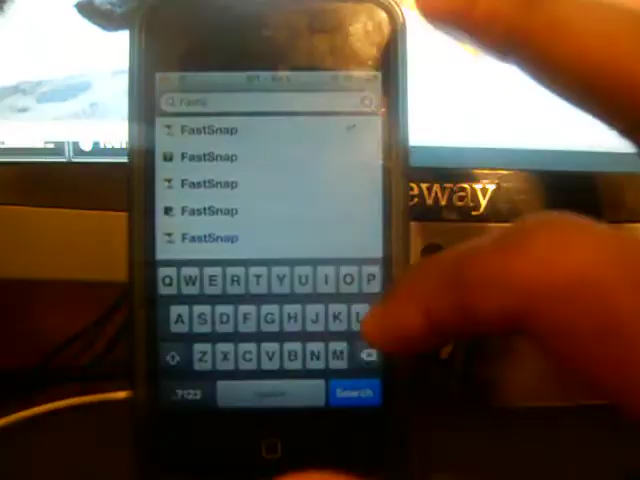 FastSnap
FastSnap
FastSnap
FastSnap
FastSnap
eway
Q W E R T Y U I O P
A S D F G H J K L
Z X C V B N M
.?123
Search